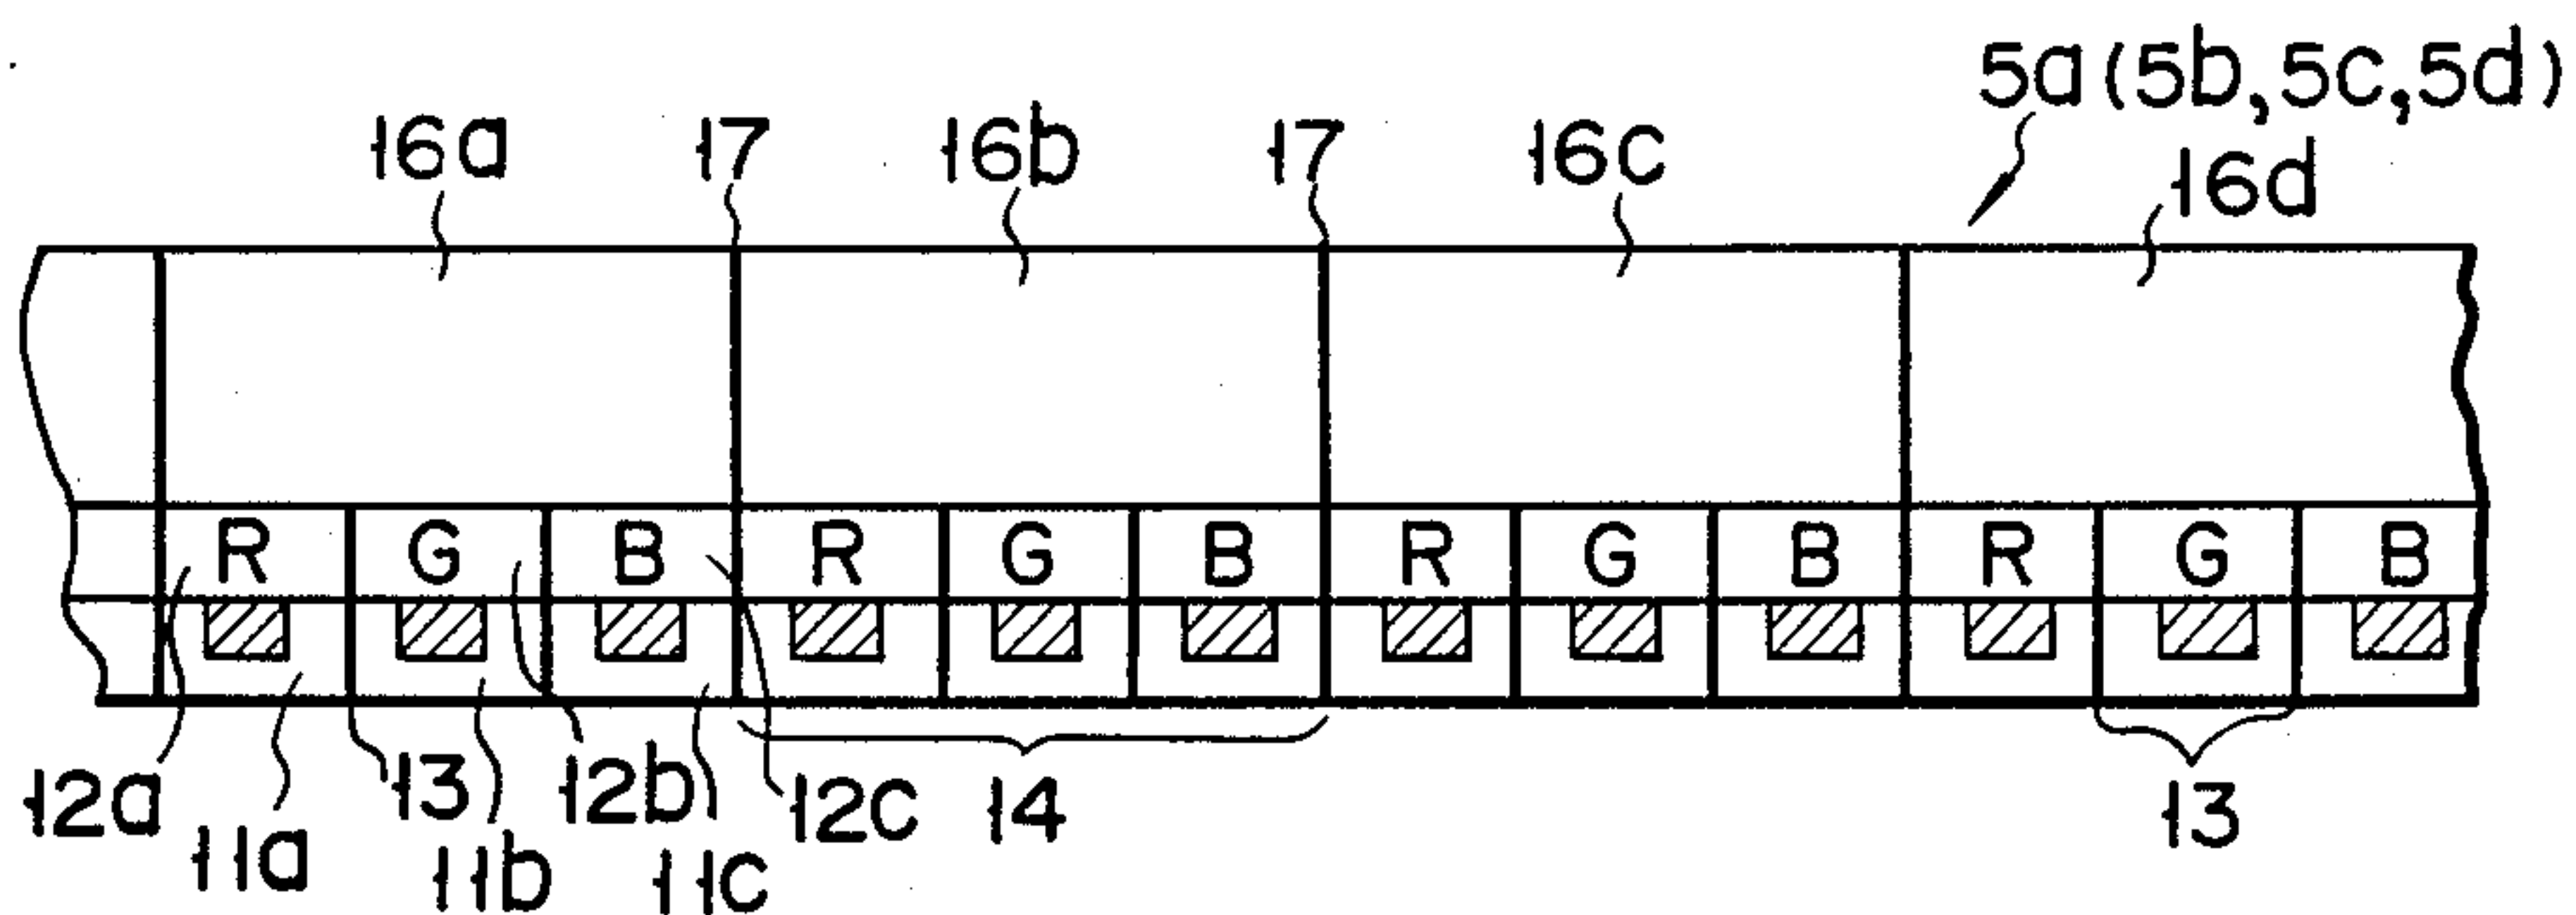 5a (5b, 5c, 5d)
16a 17 16b 17 16c 16d
R G B R G B R G B R G B
12a 11a 13 11b 12b 11c 12c 14 13